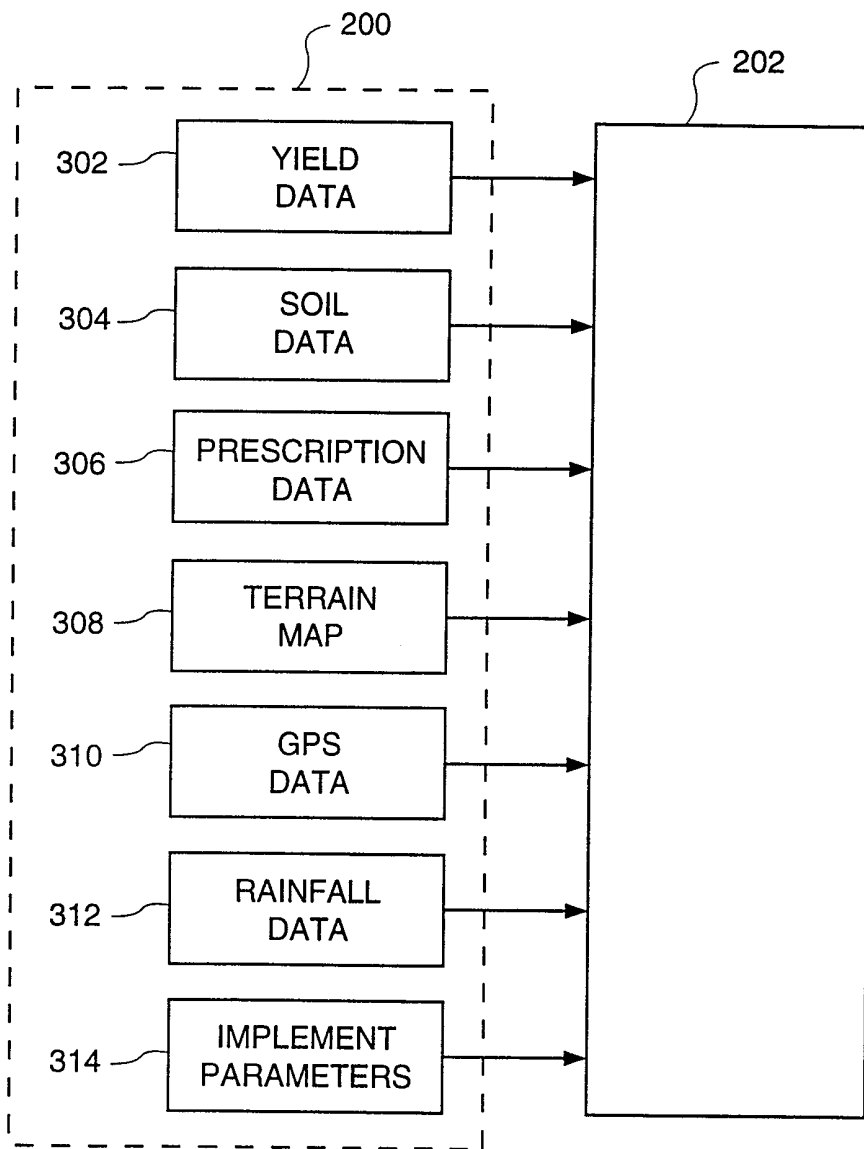 200
202
302
YIELD
DATA
304
SOIL
DATA
306
PRESCRIPTION
DATA
308
TERRAIN
MAP
310
GPS
DATA
312
RAINFALL
DATA
314
IMPLEMENT
PARAMETERS